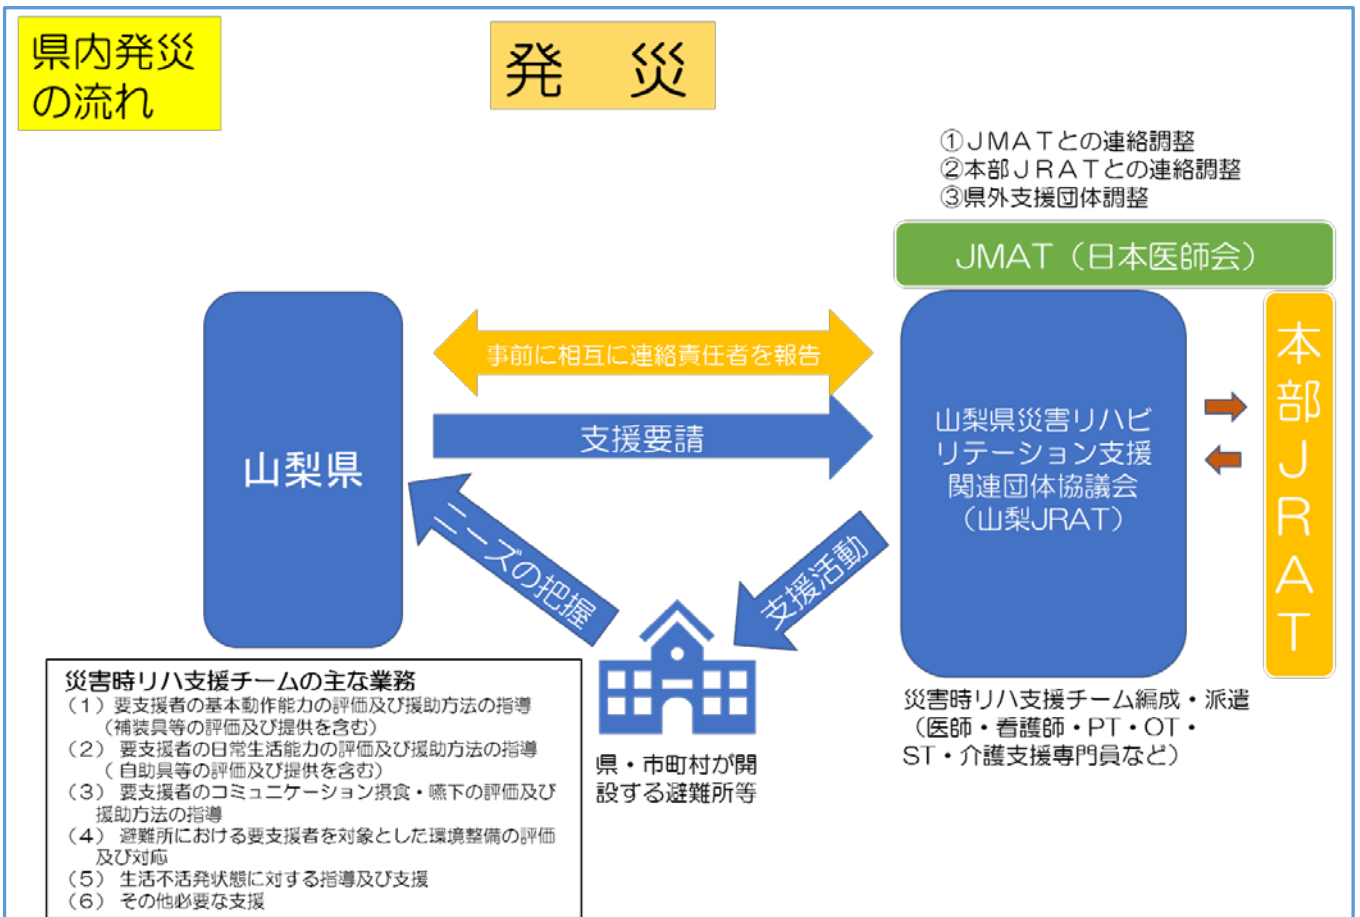 県内発災
の流れ
発　災
①ＪＭＡＴとの連絡調整
②本部ＪＲＡＴとの連絡調整
③県外支援団体調整
JMAT（日本医師会）
事前に相互に連絡責任者を報告
支援要請
山梨県
ニーズの把握
支援活動
山梨県災害リハビ
リテーション支援
関連団体協議会
（山梨JRAT）
本
部
Ｊ
Ｒ
Ａ
Ｔ
災害時リハ支援チーム編成・派遣
（医師・看護師・PT・OT・
ST・介護支援専門員など）
県・市町村が開
設する避難所等
災害時リハ支援チームの主な業務
（1）要支援者の基本動作能力の評価及び援助方法の指導
（補装具等の評価及び提供を含む）
（2） 要支援者の日常生活能力の評価及び援助方法の指導
（ 自助具等の評価及び提供を含む）
（3） 要支援者のコミュニケーション摂食・嚥下の評価及び
援助方法の指導
（4） 避難所における要支援者を対象とした環境整備の評価
及び対応
（5） 生活不活発状態に対する指導及び支援
（6） その他必要な支援